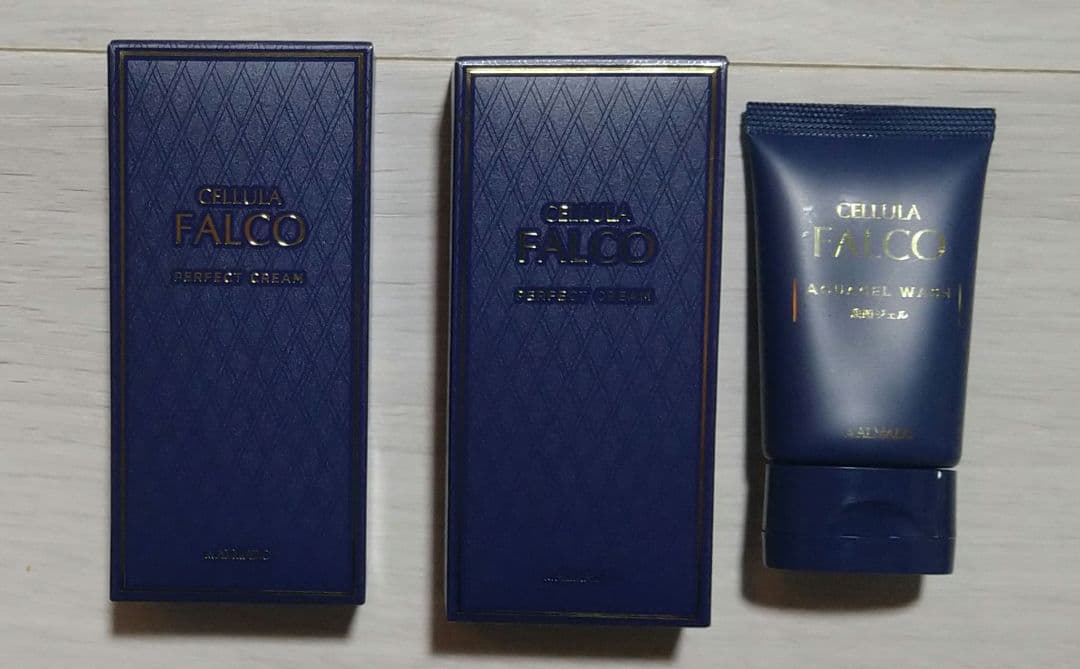 CELLULA
FALCO
PERFECT CREAM
CELLULA
FALCO
PERFECT CREAM
CELLULA
FALCO
AQUAGEL WASH
洗顔ジェル